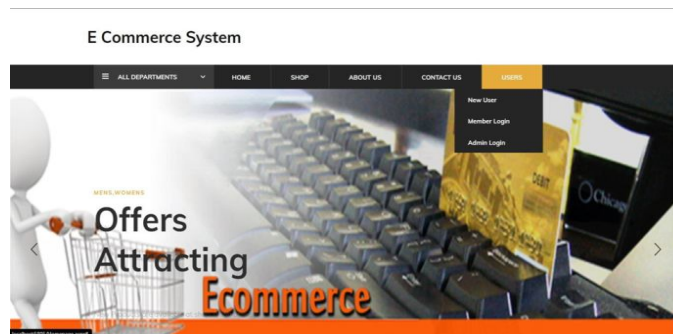 E Commerce System
ALL DEPARTMENTS
HOME
SHOP
ABOUT US
CONTACT US
USERS
New User
Member Login
Admin Login
MENS,WOMENS
DEBIT
Offers
Attracting
Ecommerce